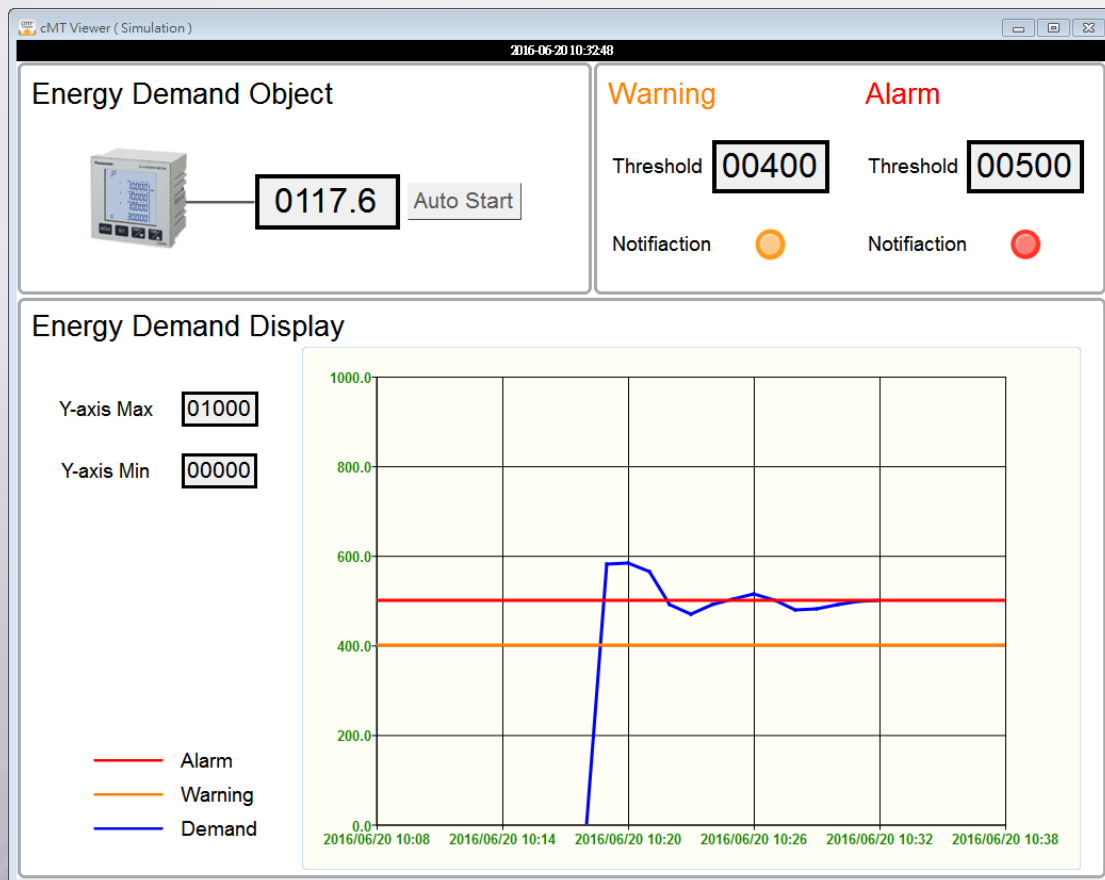 cMT Viewer ( Simulation )
2016-06-20 10:32:48
Energy Demand Object
0117.6
Auto Start
Warning
Alarm
Threshold 00400
Threshold 00500
Notifiaction
Notifiaction
Energy Demand Display
Y-axis Max 01000
Y-axis Min 00000
Alarm
Warning
Demand
1000.0
800.0
600.0
400.0
200.0
0.0
2016/06/20 10:08 2016/06/20 10:14 2016/06/20 10:20 2016/06/20 10:26 2016/06/20 10:32 2016/06/20 10:38